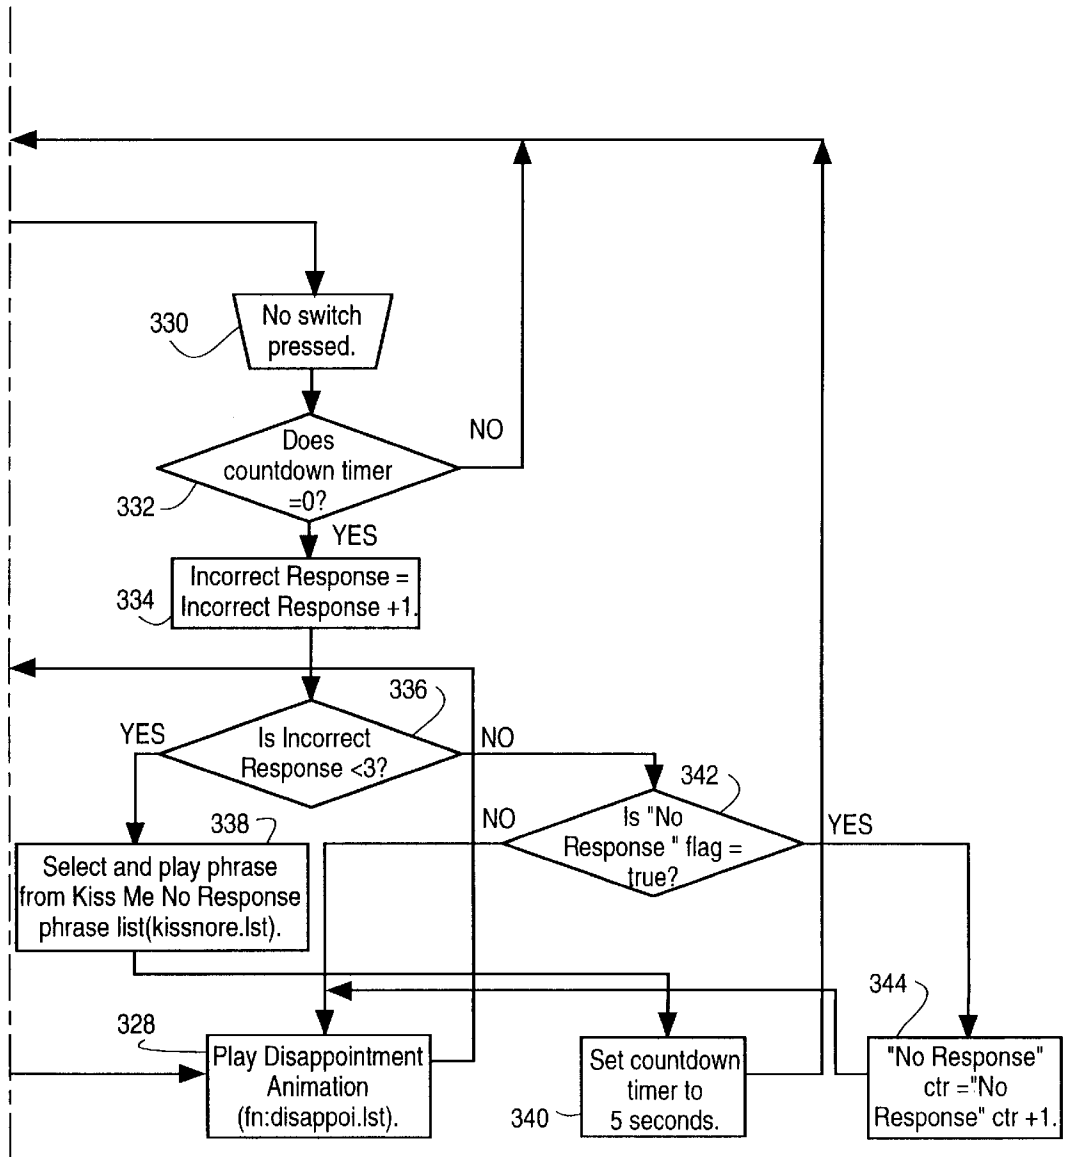 330
No switch
pressed.
NO
Does
countdown timer
=0?
332
YES
Incorrect Response =
Incorrect Response +1.
334
336
YES
Is Incorrect
Response <3?
NO
342
338
NO
Is "No
Response " flag =
true?
YES
Select and play phrase
from Kiss Me No Response
phrase list(kissnore.lst).
344
328
Play Disappointment
Animation
(fn:disappoi.lst).
Set countdown
timer to
5 seconds.
340
"No Response"
ctr ="No
Response" ctr +1.